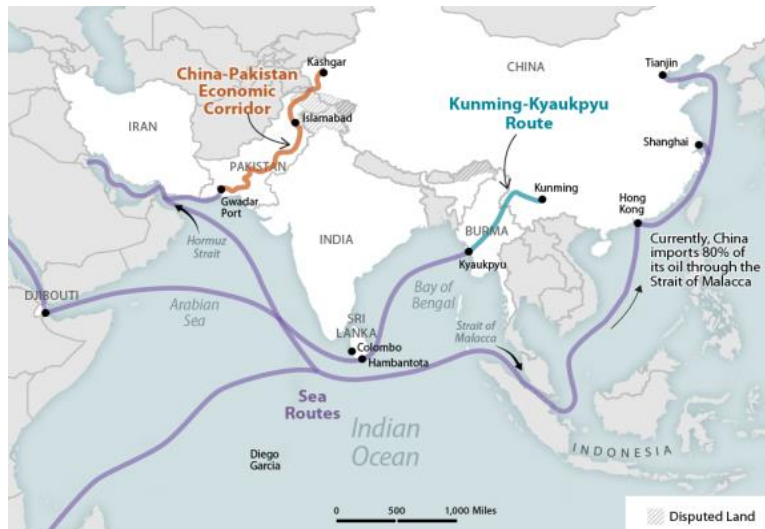 Kashgar
CHINA
Tianjin
China-Pakistan
Economic
Corridor
Kunming-Kyaukpyu
Route
Islamabad
IRAN
Shanghai
PAKISTAN
Gwadar
Port
Kunming
Hong
Kong
Hormuz
Strait
INDIA
BURMA
Kyaukpyu
Currently, China
imports 80% of
its oil through the
Strait of Malacca
DJIBOUTI
Arabian
Sea
Bay of
Bengal
SRI
LANKA
Colombo
Hambantota
Strait of
Malacca
Sea
Routes
Indian
Ocean
Diego
Garcia
INDONESIA
0 500 1,000 Miles
Disputed Land